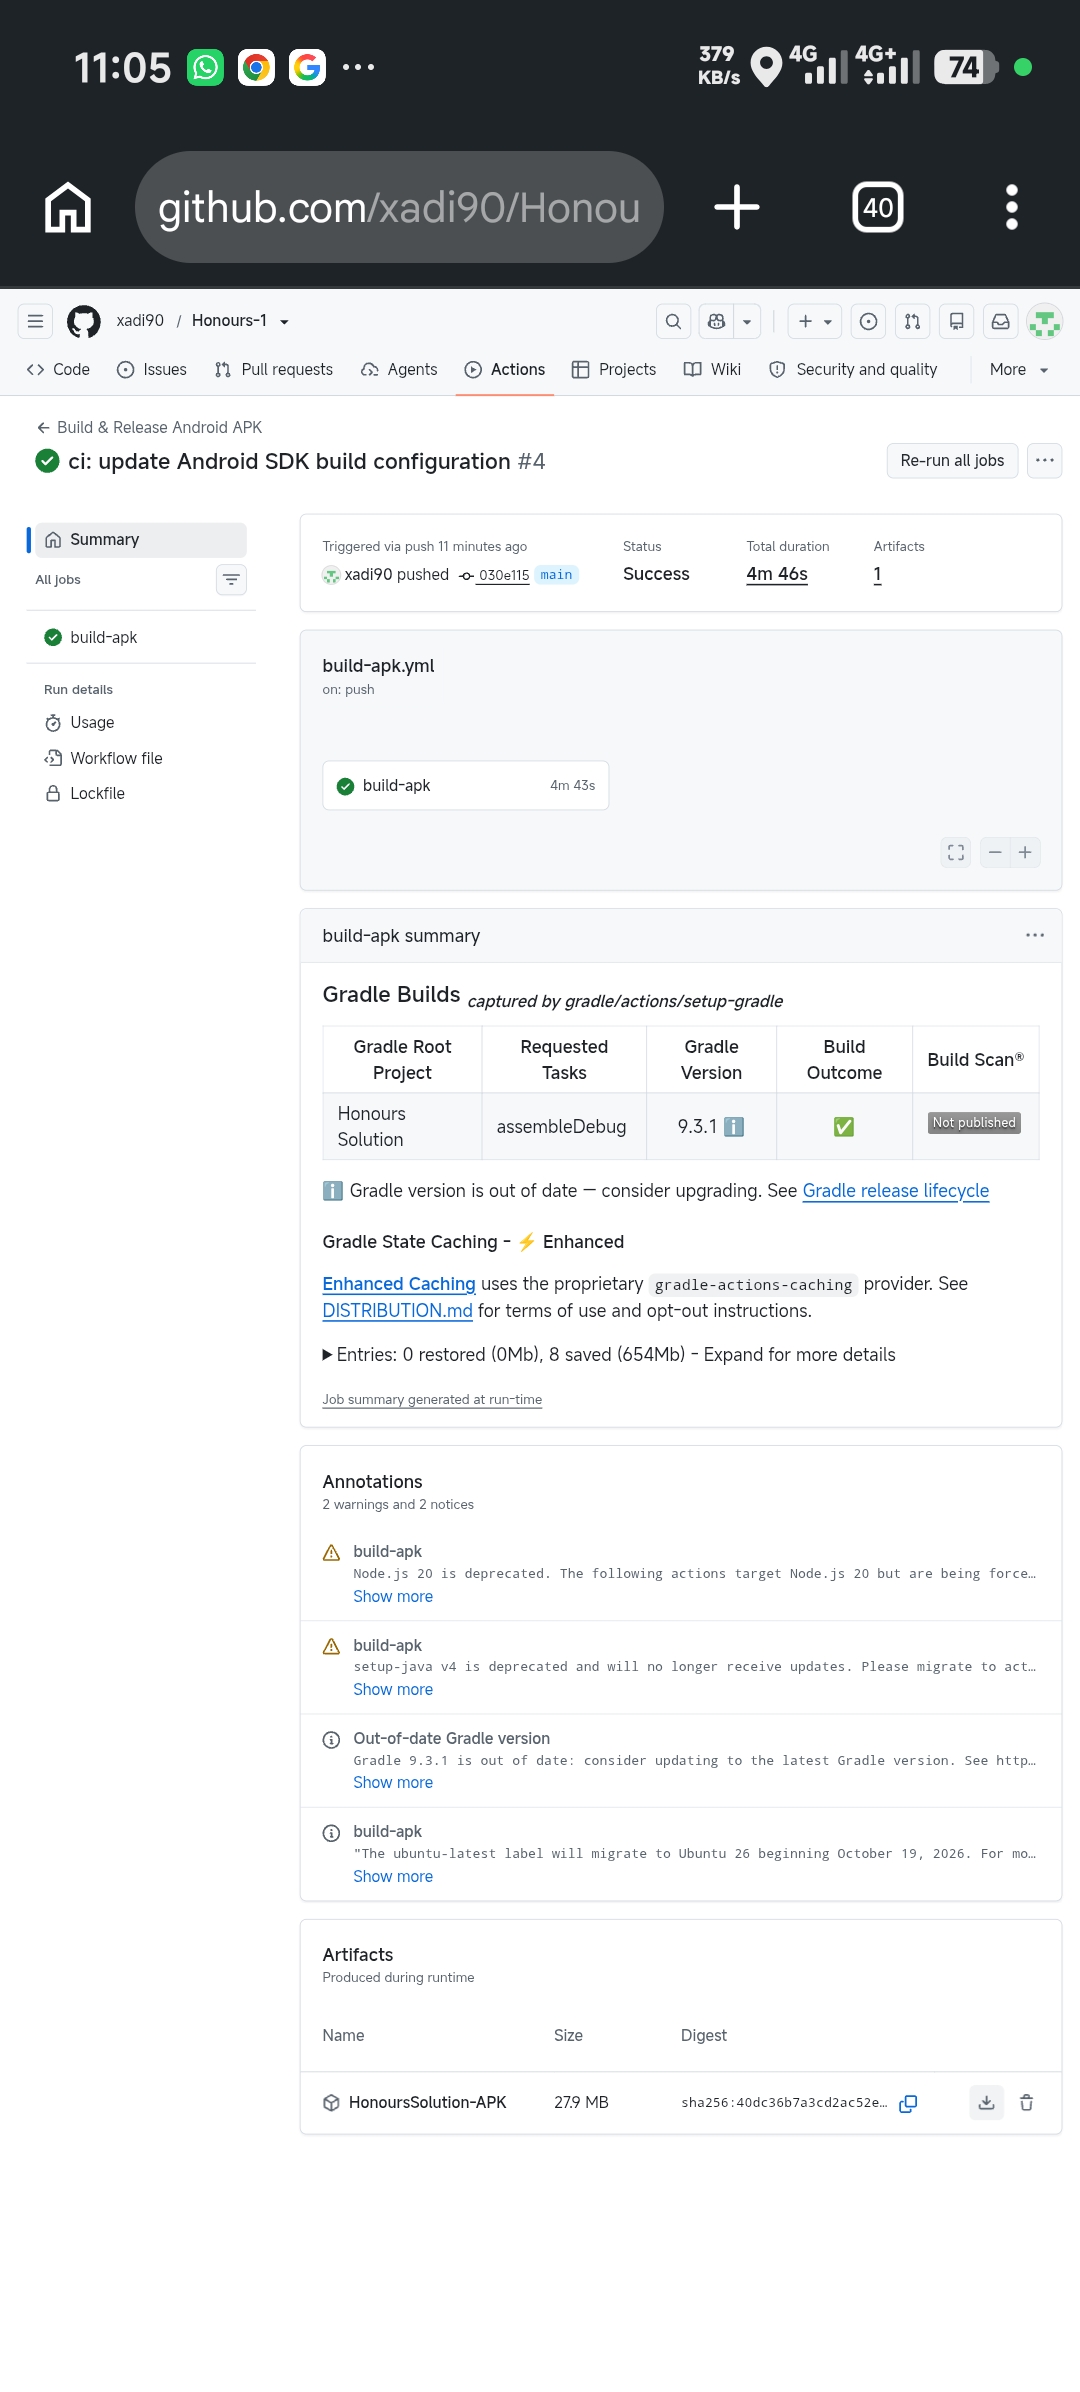 11:05
379 KB/s
4G
4G+
74
github.com/xadi90/Honou
40
xadi90 / Honours-1
Code
Issues
Pull requests
Agents
Actions
Projects
Wiki
Security and quality
More
Build & Release Android APK
ci: update Android SDK build configuration #4
Re-run all jobs
Summary
All jobs
build-apk
Run details
Usage
Workflow file
Lockfile
Triggered via push 11 minutes ago
xadi90 pushed 030e115 main
Status
Success
Total duration
4m 46s
Artifacts
1
build-apk.yml
on: push
build-apk 4m 43s
build-apk summary
Gradle Builds captured by gradle/actions/setup-gradle
Gradle Root Project
Requested Tasks
Gradle Version
Build Outcome
Build Scan®
Honours Solution
assembleDebug
9.3.1 ℹ️
✅
Not published
ℹ️ Gradle version is out of date — consider upgrading. See Gradle release lifecycle
Gradle State Caching - ⚡ Enhanced
Enhanced Caching uses the proprietary gradle-actions-caching provider. See
DISTRIBUTION.md for terms of use and opt-out instructions.
Entries: 0 restored (0Mb), 8 saved (654Mb) - Expand for more details
Job summary generated at run-time
Annotations
2 warnings and 2 notices
build-apk
Node.js 20 is deprecated. The following actions target Node.js 20 but are being force…
Show more
build-apk
setup-java v4 is deprecated and will no longer receive updates. Please migrate to act…
Show more
Out-of-date Gradle version
Gradle 9.3.1 is out of date: consider updating to the latest Gradle version. See http…
Show more
build-apk
"The ubuntu-latest label will migrate to Ubuntu 26 beginning October 19, 2026. For mo…
Show more
Artifacts
Produced during runtime
Name
Size
Digest
HonoursSolution-APK
27.9 MB
sha256:40dc36b7a3cd2ac52e…